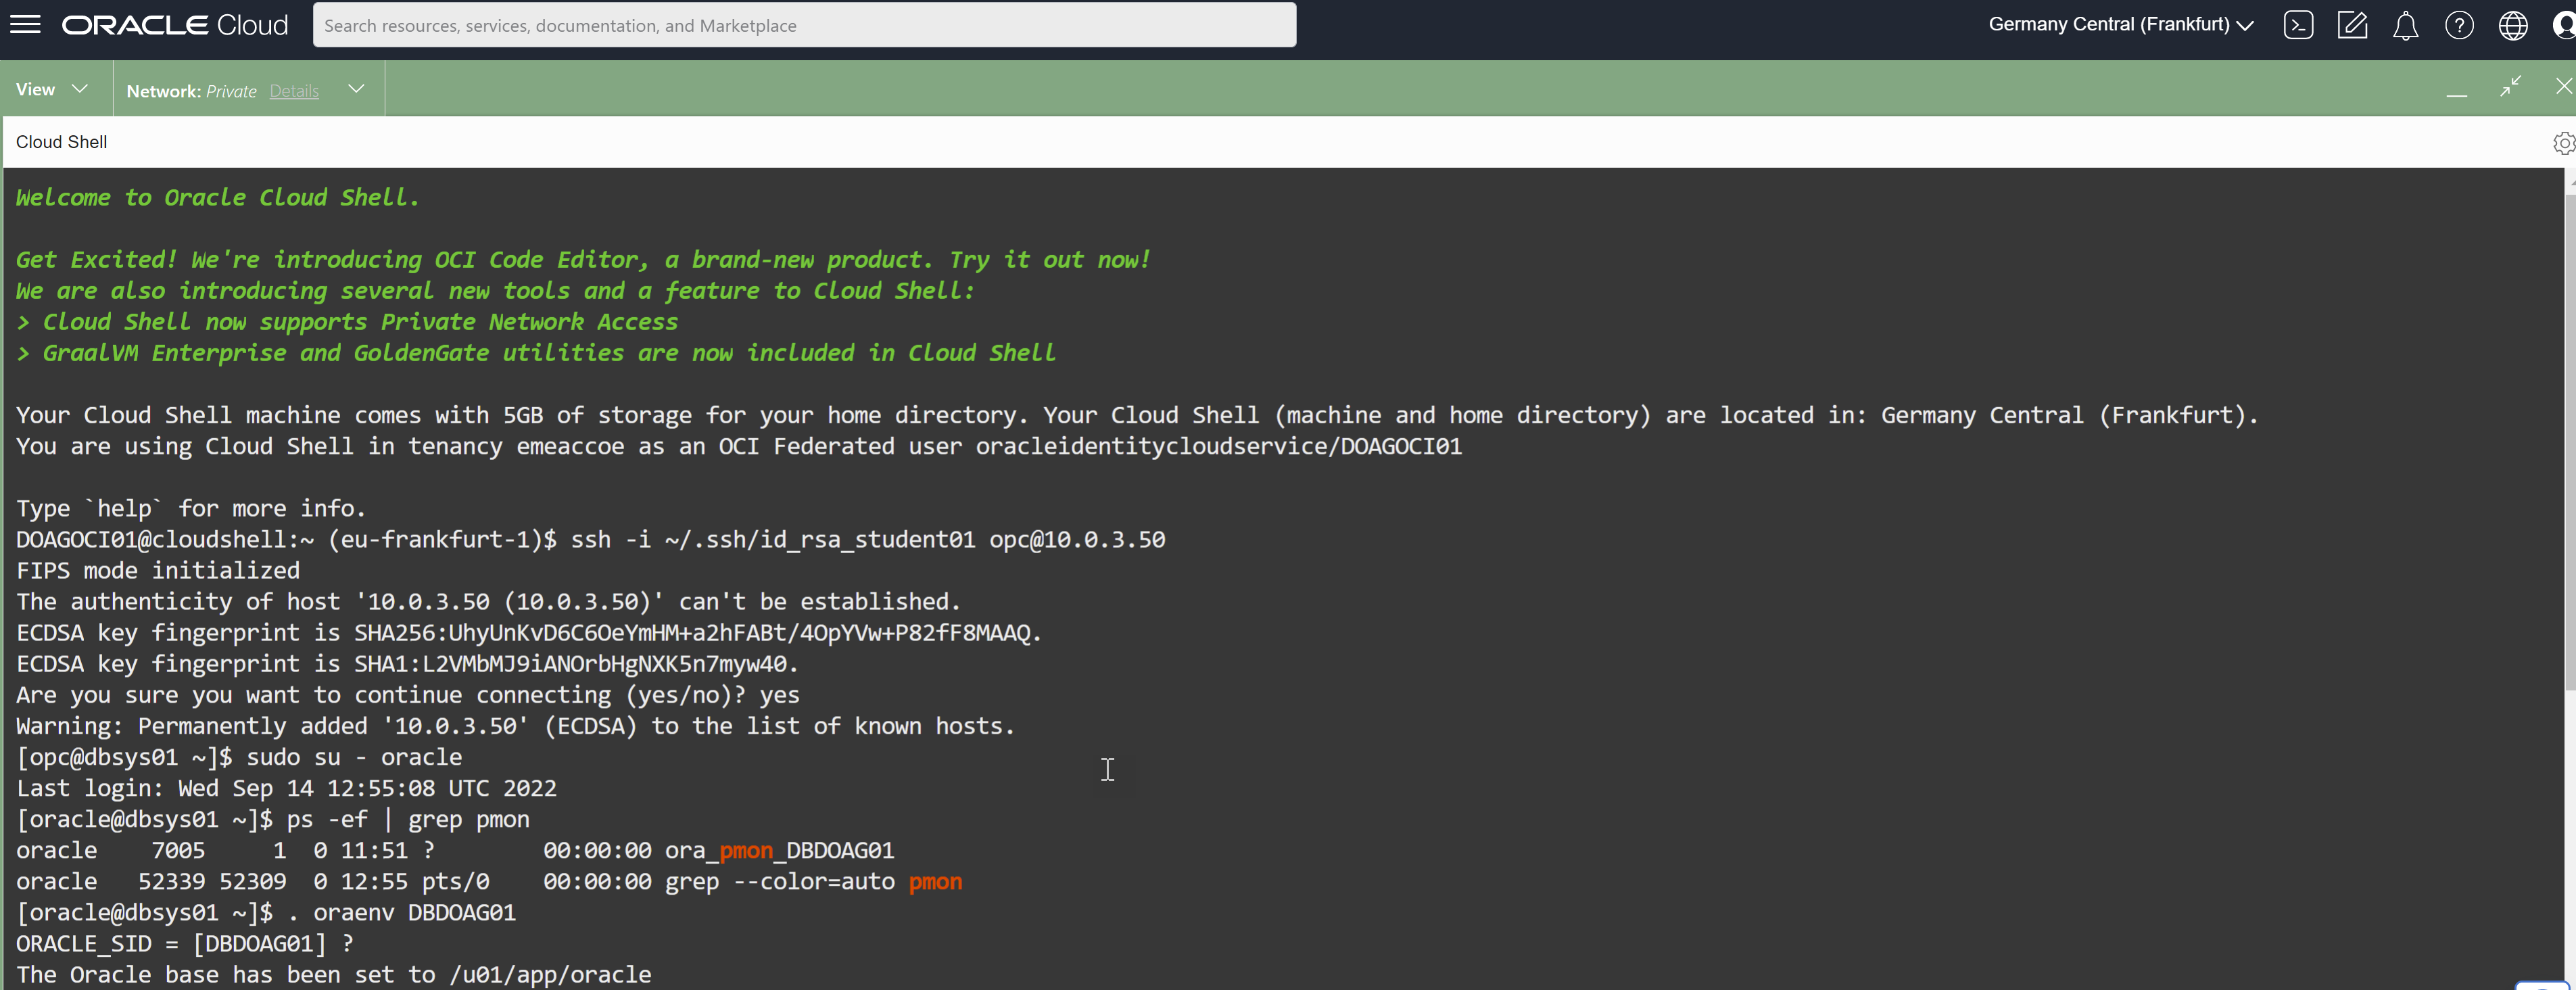 ORACLE Cloud
Search resources, services, documentation, and Marketplace
Germany Central (Frankfurt)
View
Network: Private Details
Cloud Shell
Welcome to Oracle Cloud Shell.
Get Excited! We're introducing OCI Code Editor, a brand-new product. Try it out now!
We are also introducing several new tools and a feature to Cloud Shell:
> Cloud Shell now supports Private Network Access
> GraalVM Enterprise and GoldenGate utilities are now included in Cloud Shell
Your Cloud Shell machine comes with 5GB of storage for your home directory. Your Cloud Shell (machine and home directory) are located in: Germany Central (Frankfurt).
You are using Cloud Shell in tenancy emeaccoe as an OCI Federated user oracleidentitycloudservice/DOAGOCI01
Type `help` for more info.
DOAGOCI01@cloudshell:~ (eu-frankfurt-1)$ ssh -i ~/.ssh/id_rsa_student01 opc@10.0.3.50
FIPS mode initialized
The authenticity of host '10.0.3.50 (10.0.3.50)' can't be established.
ECDSA key fingerprint is SHA256:UhyUnKvD6C6OeYmHM+a2hFABt/4OpYVw+P82fF8MAAQ.
ECDSA key fingerprint is SHA1:L2VMbMJ9iANOrbHgNXK5n7myw40.
Are you sure you want to continue connecting (yes/no)? yes
Warning: Permanently added '10.0.3.50' (ECDSA) to the list of known hosts.
[opc@dbsys01 ~]$ sudo su - oracle
Last login: Wed Sep 14 12:55:08 UTC 2022
[oracle@dbsys01 ~]$ ps -ef | grep pmon
oracle    7005     1  0 11:51 ?        00:00:00 ora_pmon_DBDOAG01
oracle   52339 52309  0 12:55 pts/0    00:00:00 grep --color=auto pmon
[oracle@dbsys01 ~]$ . oraenv DBDOAG01
ORACLE_SID = [DBDOAG01] ?
The Oracle base has been set to /u01/app/oracle